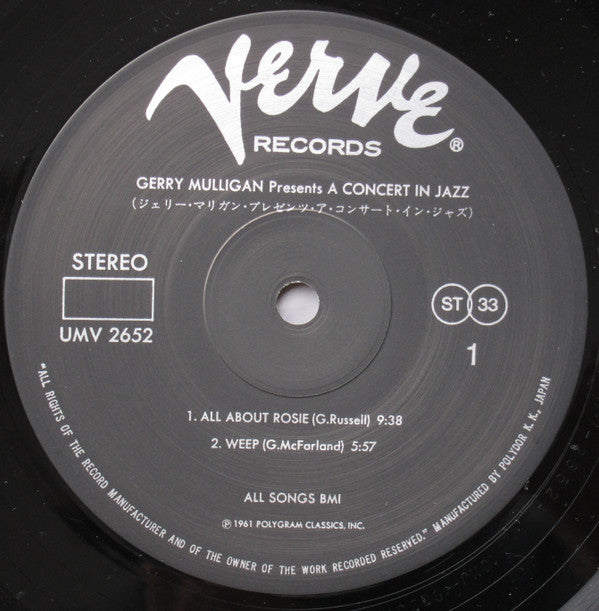 Verve®
RECORDS
GERRY MULLIGAN Presents A CONCERT IN JAZZ
(ジェリー・マリガン・プレゼンツ・ア・コンサート・イン・ジャズ)
STEREO
UMV 2652
ST 33
1
1. ALL ABOUT ROSIE (G.Russell) 9:38
2. WEEP (G.McFarland) 5:57
ALL SONGS BMI
℗ 1961 POLYGRAM CLASSICS, INC.
"ALL RIGHTS OF THE RECORD MANUFACTURER AND OF THE OWNER OF THE WORK RECORDED RESERVED." MANUFACTURED BY POLYDOR K. K., JAPAN